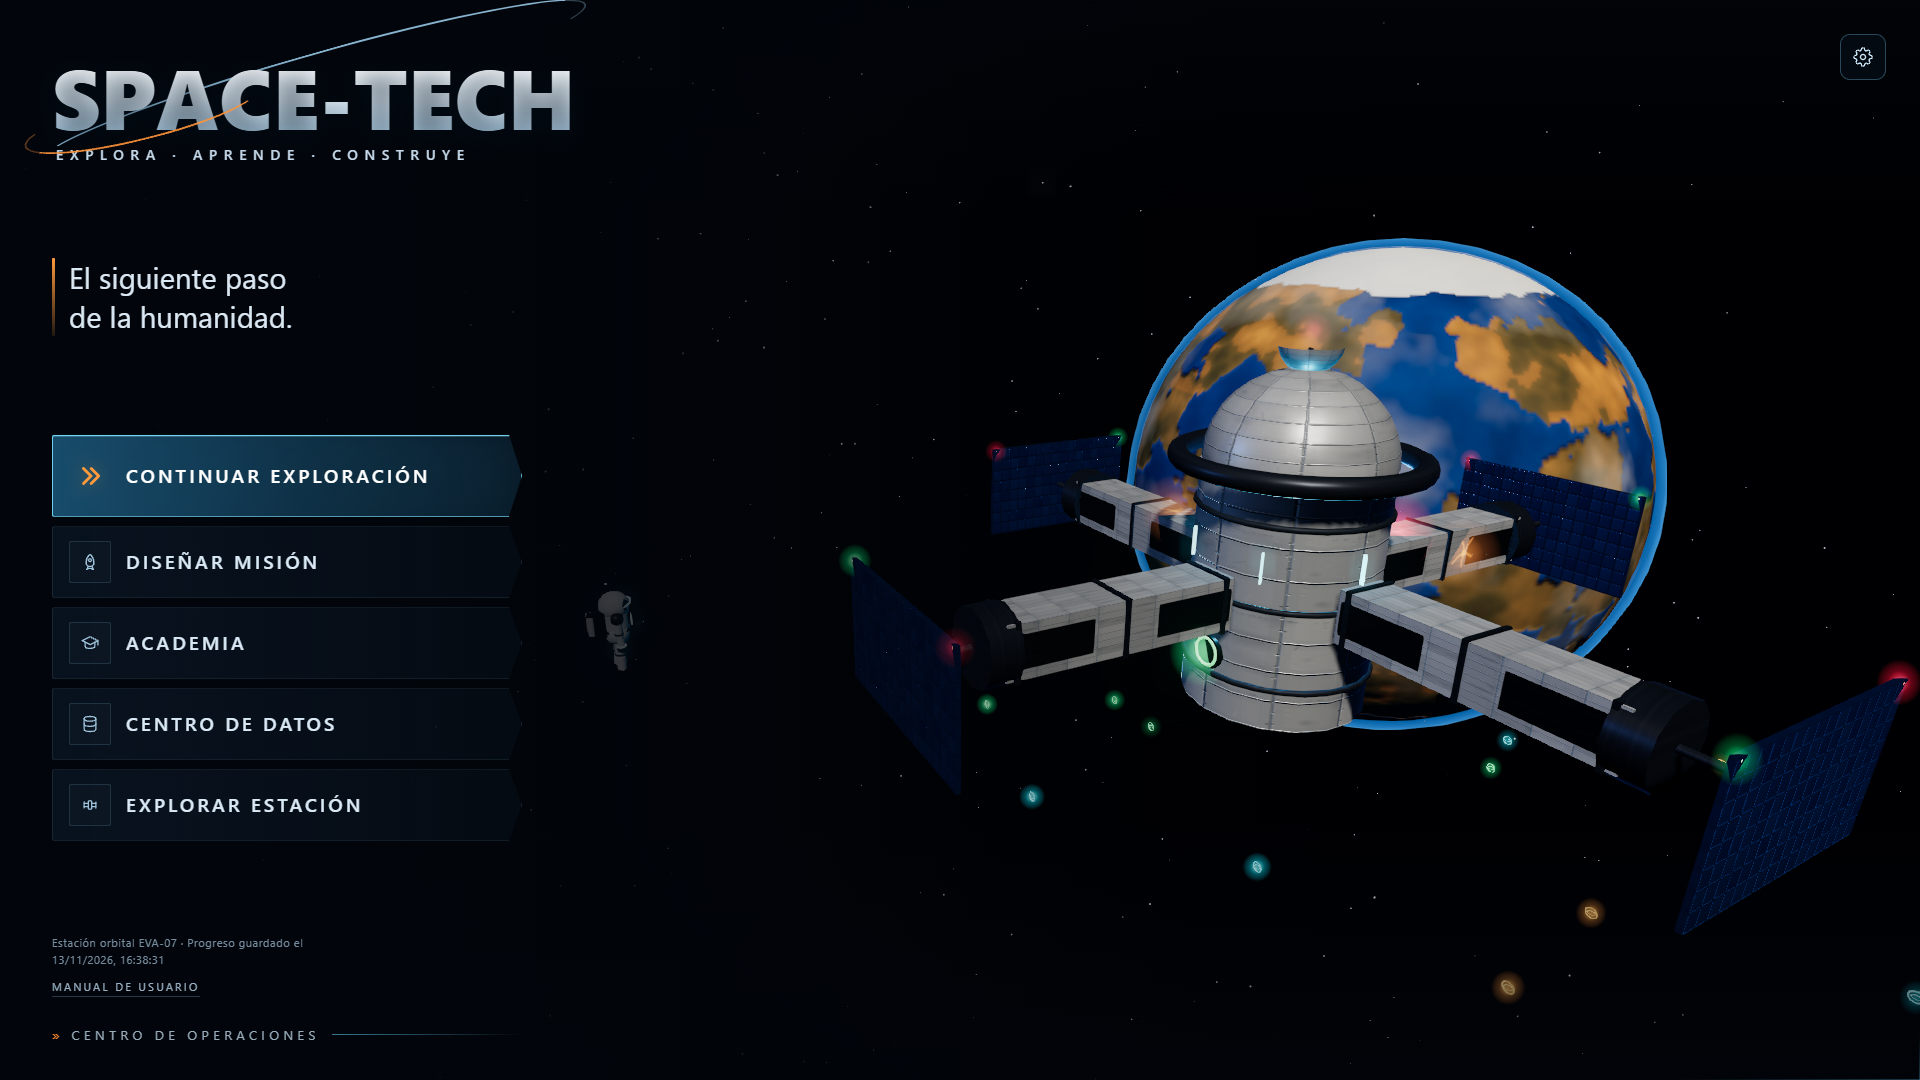 SPACE-TECH
EXPLORA · APRENDE · CONSTRUYE
El siguiente paso
de la humanidad.
CONTINUAR EXPLORACIÓN
DISEÑAR MISIÓN
ACADEMIA
CENTRO DE DATOS
EXPLORAR ESTACIÓN
Estación orbital EVA-07 · Progreso guardado el
13/11/2026, 16:38:31
MANUAL DE USUARIO
» CENTRO DE OPERACIONES